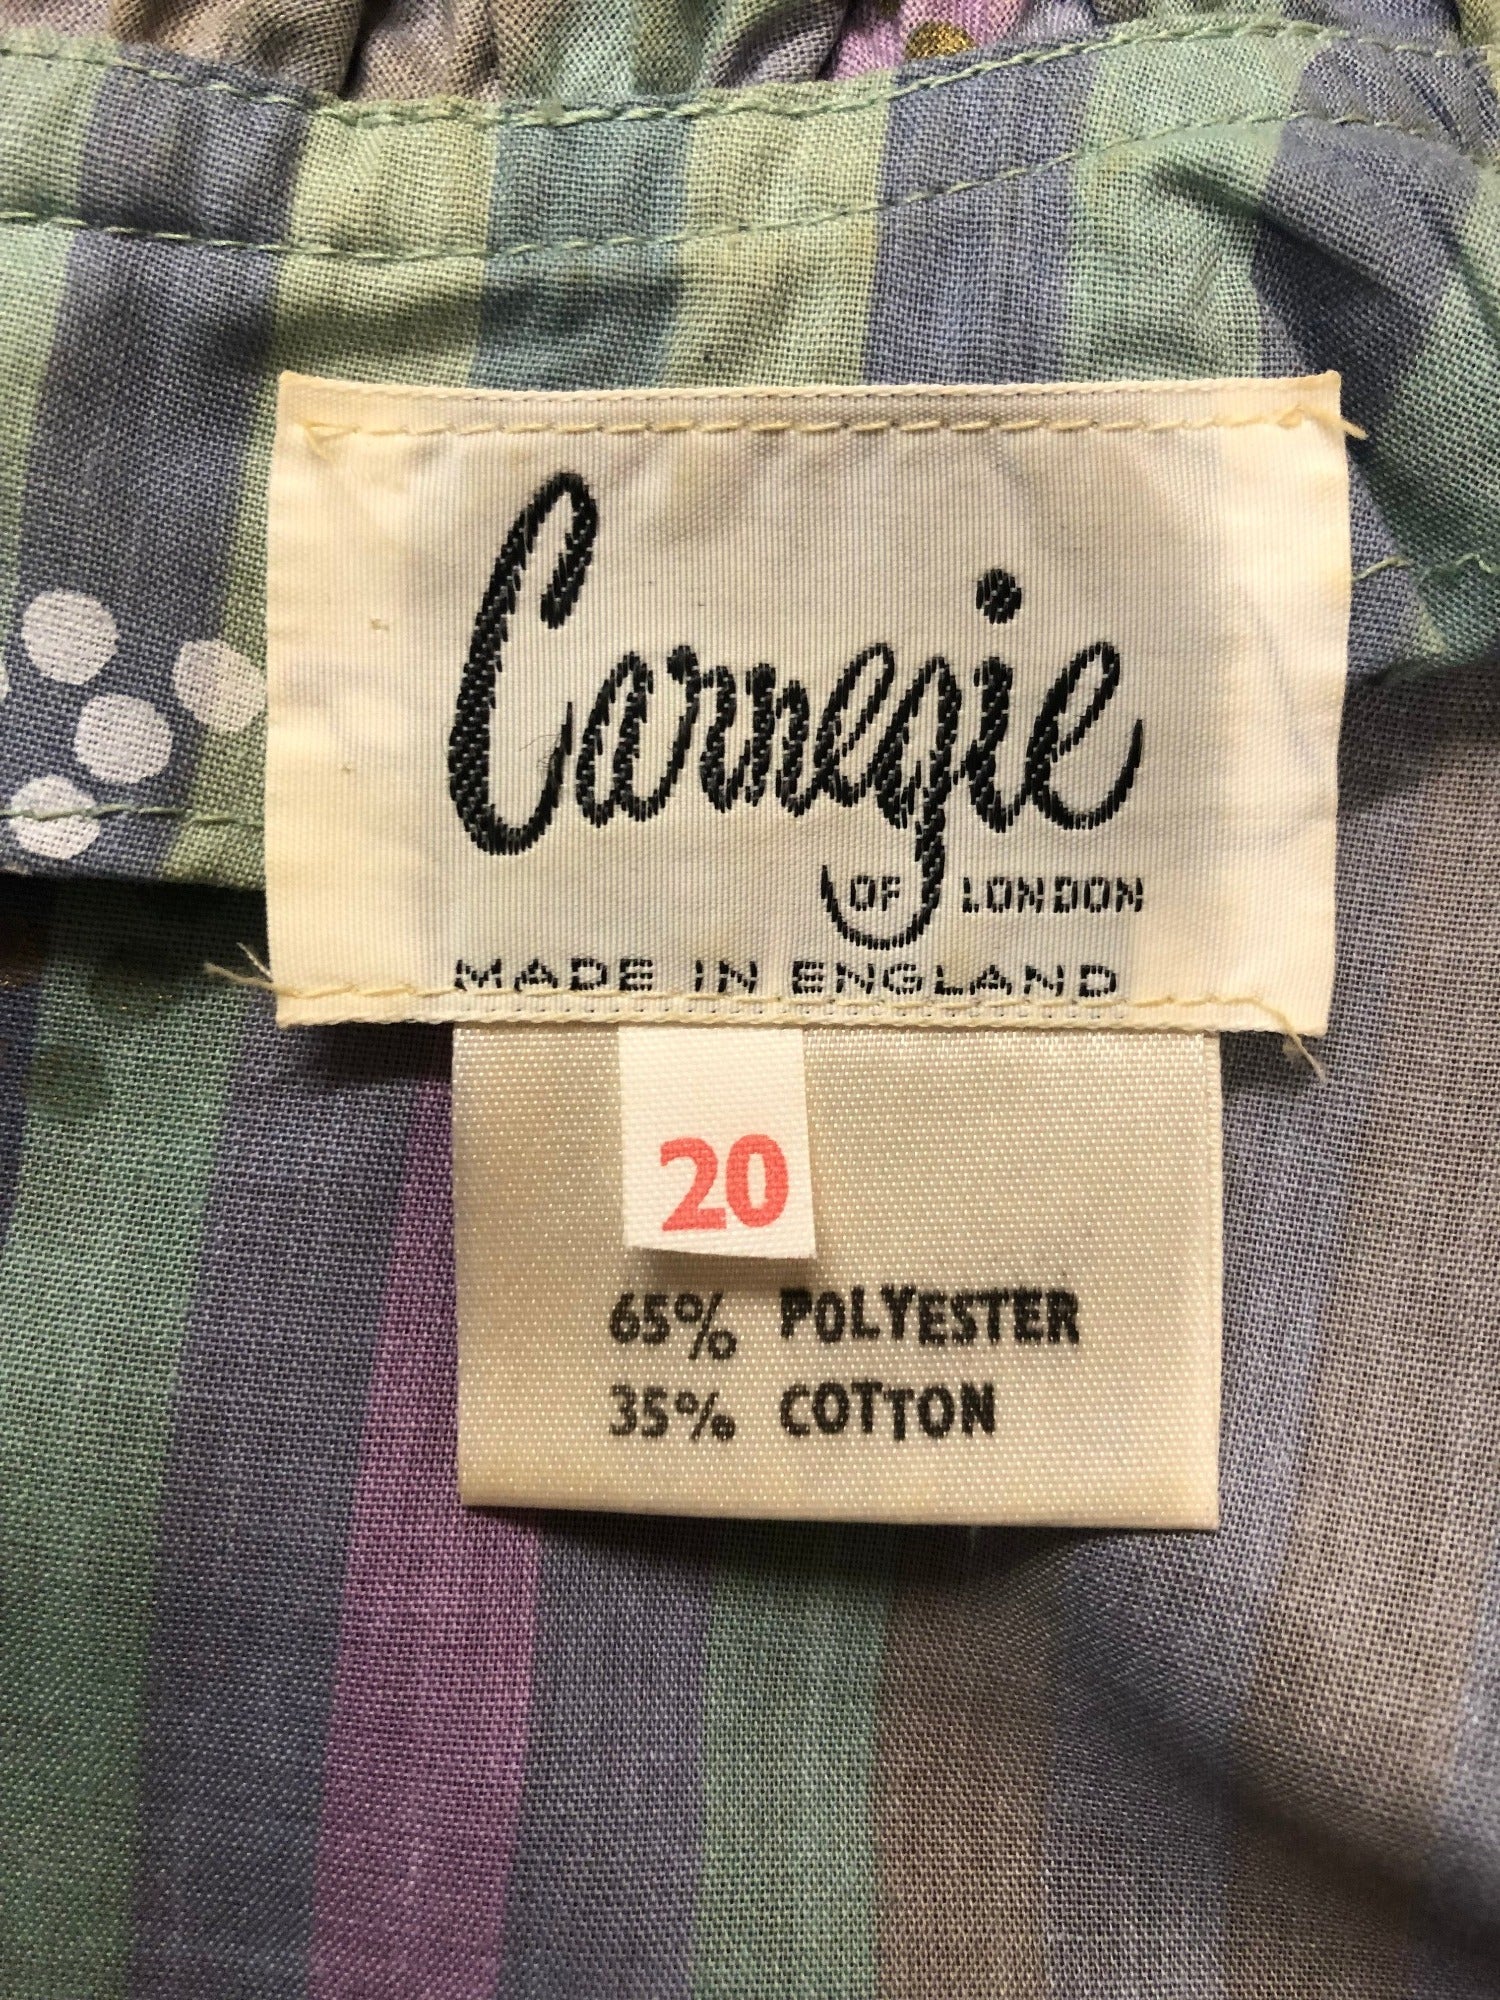 Carnegie
OF LONDON
MADE IN ENGLAND
20
65% POLYESTER
35% COTTON